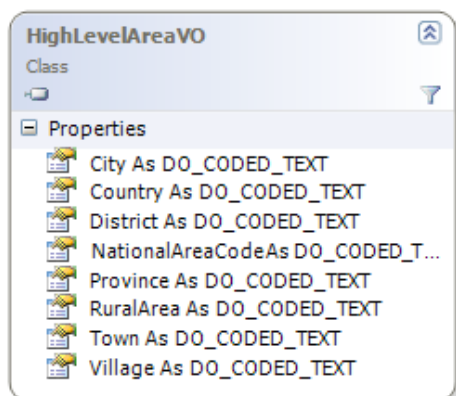 HighLevelAreaVO
Class
Properties
City As DO_CODED_TEXT
Country As DO_CODED_TEXT
District As DO_CODED_TEXT
NationalAreaCodeAs DO_CODED_T...
Province As DO_CODED_TEXT
RuralArea As DO_CODED_TEXT
Town As DO_CODED_TEXT
Village As DO_CODED_TEXT